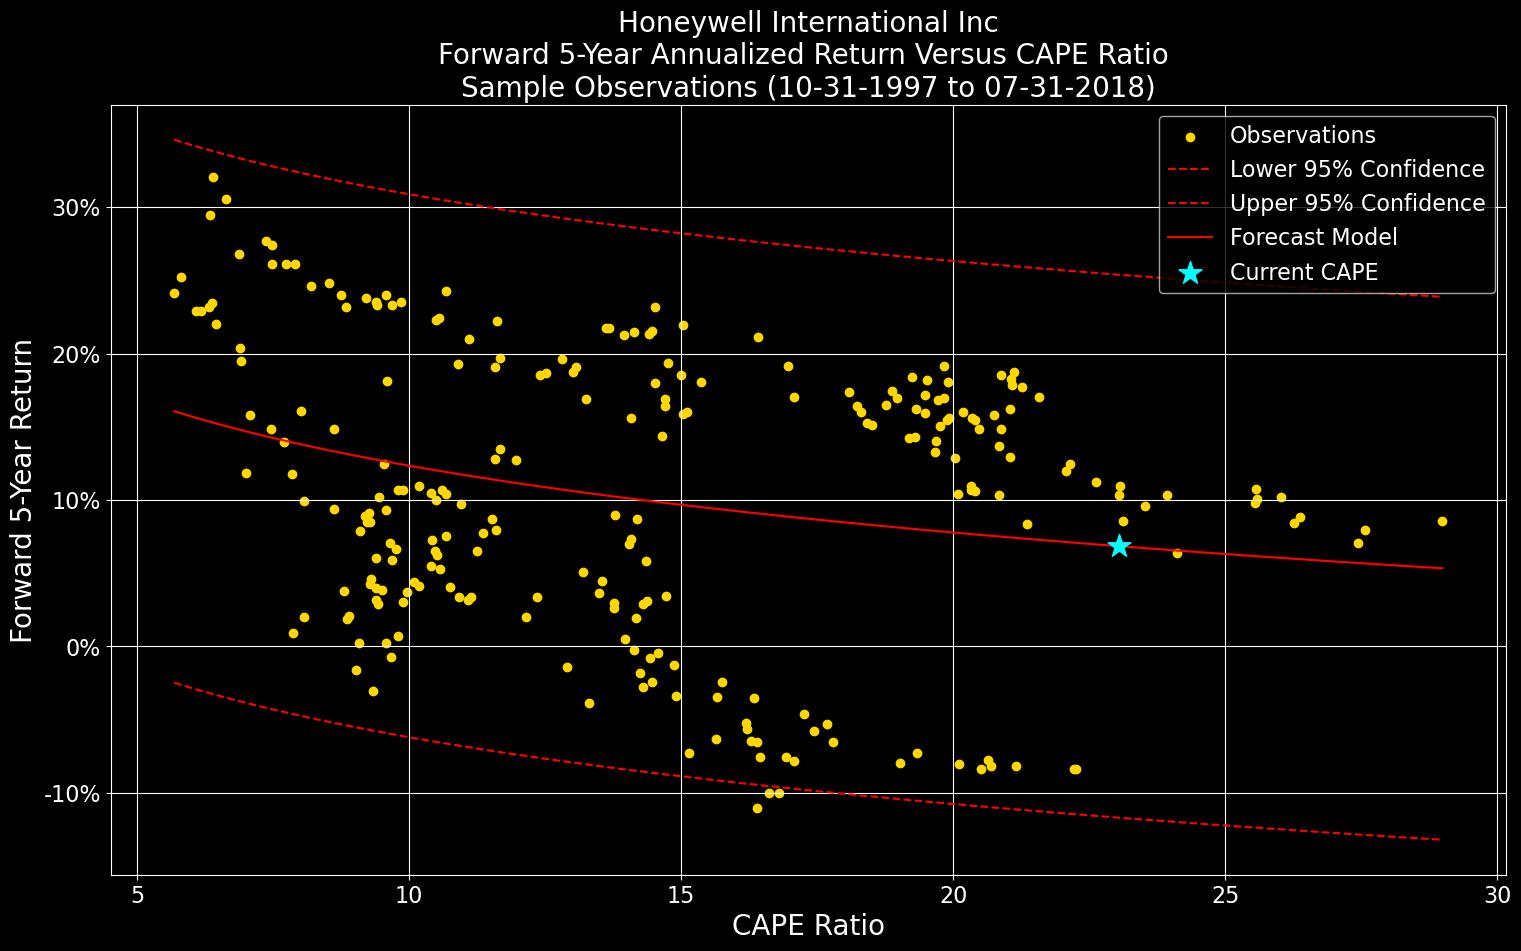 Honeywell International Inc
Forward 5-Year Annualized Return Versus CAPE Ratio
Sample Observations (10-31-1997 to 07-31-2018)
Observations
Lower 95% Confidence
Upper 95% Confidence
Forecast Model
Current CAPE
Forward 5-Year Return
30%
20%
10%
0%
-10%
5
10
15
20
25
30
CAPE Ratio